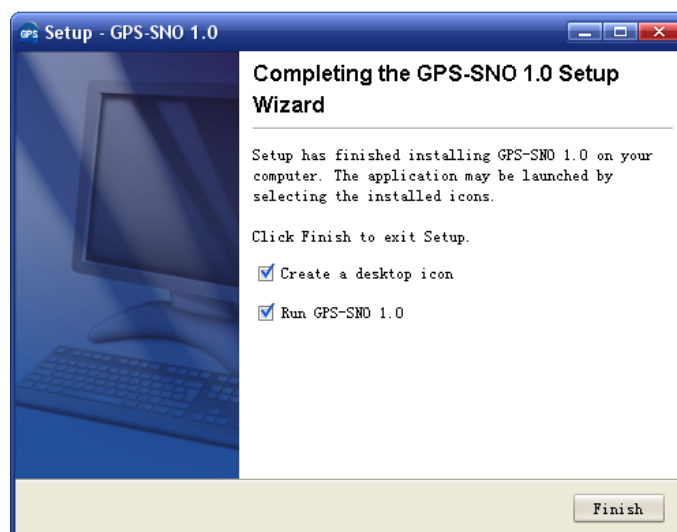 GPS Setup - GPS-SNO 1.0
Completing the GPS-SNO 1.0 Setup
Wizard
Setup has finished installing GPS-SNO 1.0 on your
computer. The application may be launched by
selecting the installed icons.
Click Finish to exit Setup.
Create a desktop icon
Run GPS-SNO 1.0
Finish